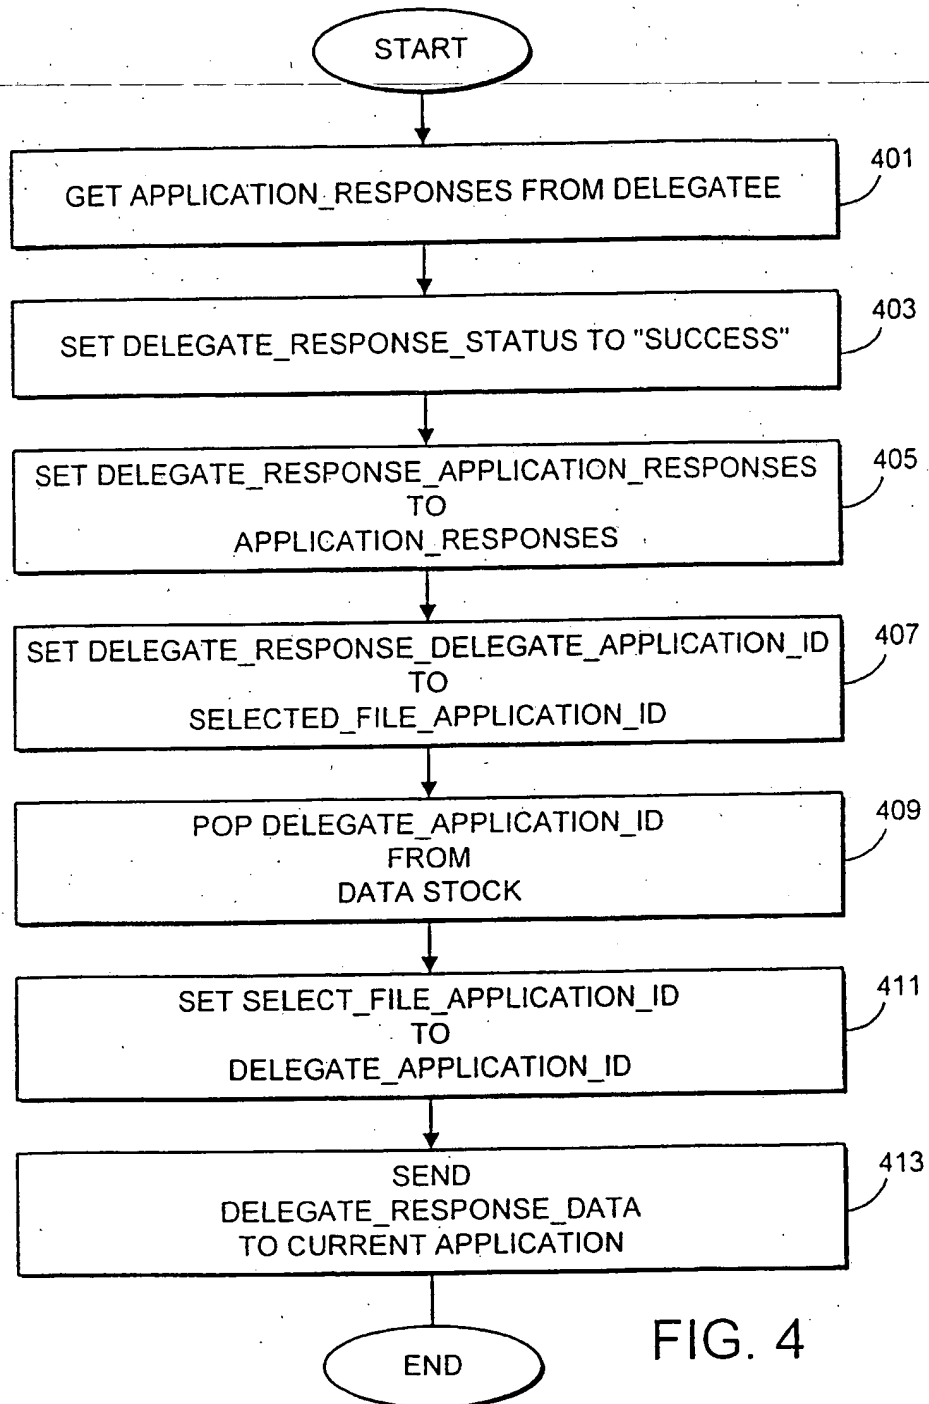 START
GET APPLICATION_RESPONSES FROM DELEGATEE
401
SET DELEGATE_RESPONSE_STATUS TO "SUCCESS"
403
SET DELEGATE_RESPONSE_APPLICATION_RESPONSES
TO
APPLICATION_RESPONSES
405
SET DELEGATE_RESPONSE_DELEGATE_APPLICATION_ID
TO
SELECTED_FILE_APPLICATION_ID
407
POP DELEGATE_APPLICATION_ID
FROM
DATA STOCK
409
SET SELECT_FILE_APPLICATION_ID
TO
DELEGATE_APPLICATION_ID
411
SEND
DELEGATE_RESPONSE_DATA
TO CURRENT APPLICATION
413
END
FIG. 4